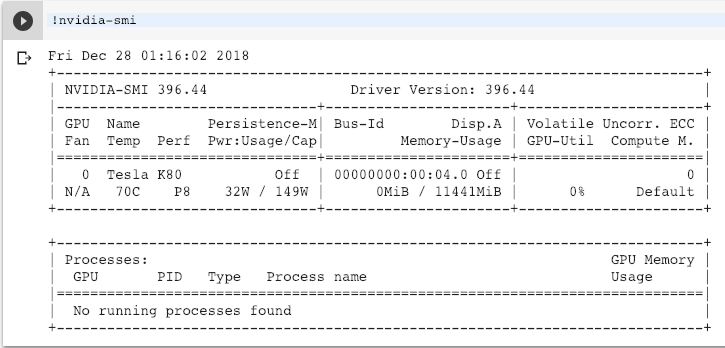 !nvidia-smi
Fri Dec 28 01:16:02 2018
+-----------------------------------------------------------------------------+
| NVIDIA-SMI 396.44                 Driver Version: 396.44                    |
|-------------------------------+----------------------+----------------------+
| GPU  Name        Persistence-M| Bus-Id        Disp.A | Volatile Uncorr. ECC |
| Fan  Temp  Perf  Pwr:Usage/Cap|         Memory-Usage | GPU-Util  Compute M. |
|===============================+======================+======================|
|   0  Tesla K80           Off  | 00000000:00:04.0 Off |                    0 |
| N/A   70C    P8    32W / 149W |      0MiB / 11441MiB |      0%      Default |
+-------------------------------+----------------------+----------------------+
+-----------------------------------------------------------------------------+
| Processes:                                                       GPU Memory |
|  GPU       PID   Type   Process name                             Usage      |
|=============================================================================|
|  No running processes found                                                 |
+-----------------------------------------------------------------------------+